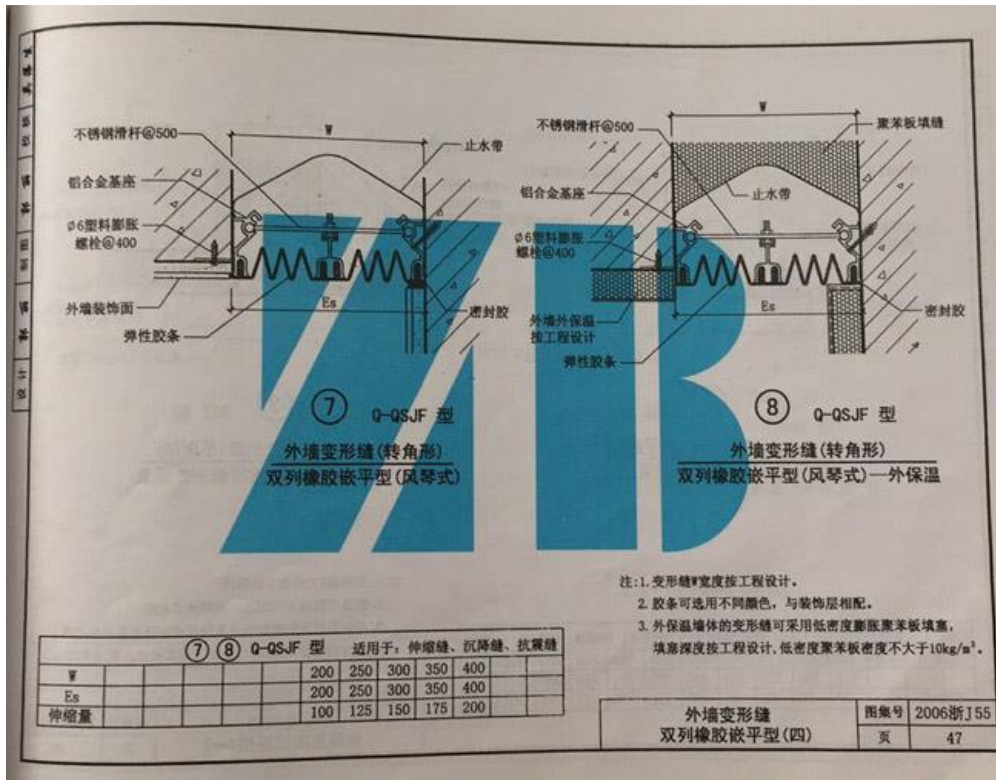 W
不锈钢滑杆@500
止水带
铝合金基座
φ6塑料膨胀
螺栓@400
外墙装饰面
Es
弹性胶条
密封胶
⑦ Q-QSJF 型
外墙变形缝(转角形)
双列橡胶嵌平型(风琴式)
W
不锈钢滑杆@500
聚苯板填缝
铝合金基座
止水带
φ6塑料膨胀
螺栓@400
Es
外墙外保温
按工程设计
弹性胶条
密封胶
⑧ Q-QSJF 型
外墙变形缝(转角形)
双列橡胶嵌平型(风琴式)—外保温
ZJB
注:1. 变形缝W宽度按工程设计。
2. 胶条可选用不同颜色，与装饰层相配。
3. 外保温墙体的变形缝可采用低密度膨胀聚苯板填塞，
填塞深度按工程设计,低密度聚苯板密度不大于10kg/m³。
⑦ ⑧ Q-QSJF 型 适用于: 伸缩缝、沉降缝、抗震缝
W 200 250 300 350 400
Es 200 250 300 350 400
伸缩量 100 125 150 175 200
外墙变形缝
双列橡胶嵌平型(四)
图集号 2006浙J55
页 47
设计